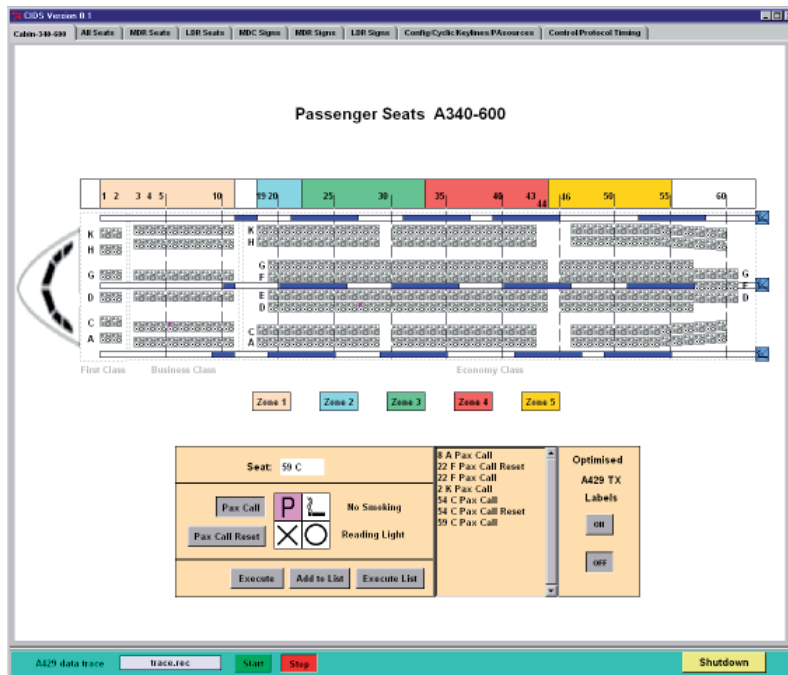 CIDS Version 0.1
Cabin-340-600 All Seats MDR Seats LDR Seats MDC Signs MDR Signs LDR Signs Config/Cyclic Keylines PAsources Control Protocol Timing
Passenger Seats A340-600
1 2 3 4 5 10 19 20 25 30 35 40 43 44 46 50 55 60
K K
H H
G G G
F F
D E D
D
C C
A A
First Class Business Class Economy Class
Zone 1 Zone 2 Zone 3 Zone 4 Zone 5
Seat: 59 C
Pax Call P No Smoking
Pax Call Reset Reading Light
Execute Add to List Execute List
8 A Pax Call
22 F Pax Call Reset
22 F Pax Call
2 K Pax Call
54 C Pax Call
54 C Pax Call Reset
59 C Pax Call
Optimised
A429 TX
Labels
ON
OFF
A429 data trace trace.rec Start Stop Shutdown